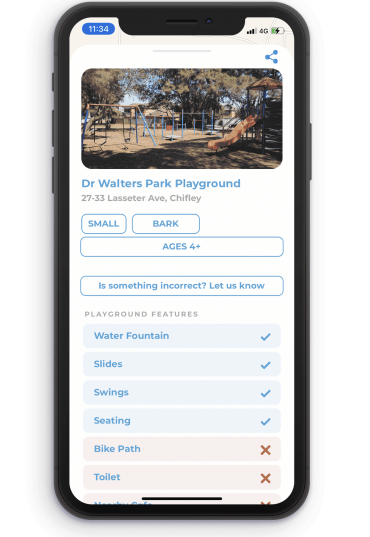 11:34
4G
Dr Walters Park Playground
27-33 Lasseter Ave, Chifley
SMALL
BARK
AGES 4+
Is something incorrect? Let us know
PLAYGROUND FEATURES
Water Fountain
Slides
Swings
Seating
Bike Path
Toilet